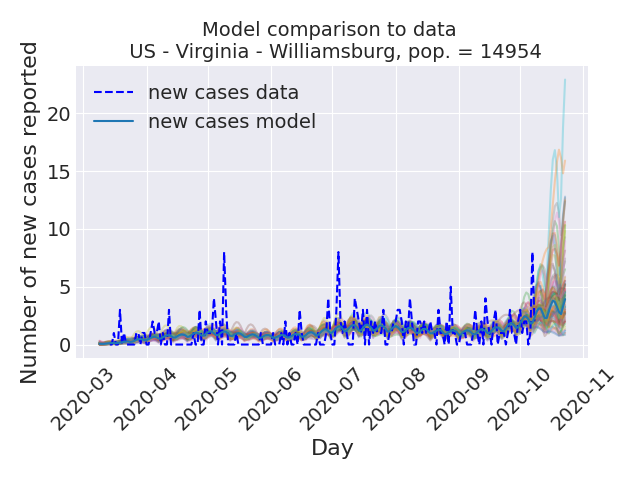 Model comparison to data
US - Virginia - Williamsburg, pop. = 14954
Number of new cases reported
new cases data
new cases model
20
15
10
5
0
2020-03
2020-04
2020-05
2020-06
2020-07
2020-08
2020-09
2020-10
2020-11
Day